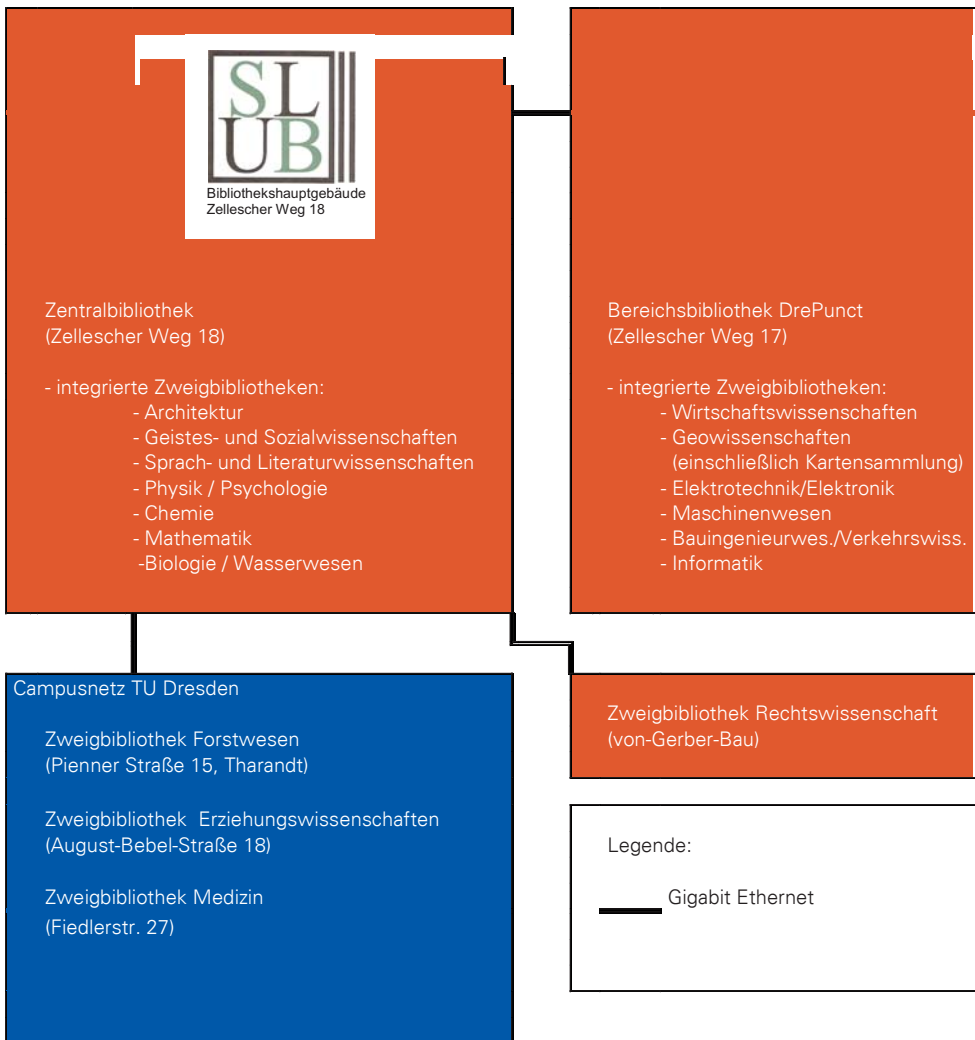 SL
UB
Bibliothekshauptgebäude
Zellescher Weg 18
Zentralbibliothek
(Zellescher Weg 18)
- integrierte Zweigbibliotheken:
- Architektur
- Geistes- und Sozialwissenschaften
- Sprach- und Literaturwissenschaften
- Physik / Psychologie
- Chemie
- Mathematik
-Biologie / Wasserwesen
Bereichsbibliothek DrePunct
(Zellescher Weg 17)
- integrierte Zweigbibliotheken:
- Wirtschaftswissenschaften
- Geowissenschaften
(einschließlich Kartensammlung)
- Elektrotechnik/Elektronik
- Maschinenwesen
- Bauingenieurwes./Verkehrswiss.
- Informatik
Campusnetz TU Dresden
Zweigbibliothek Forstwesen
(Pienner Straße 15, Tharandt)
Zweigbibliothek Erziehungswissenschaften
(August-Bebel-Straße 18)
Zweigbibliothek Medizin
(Fiedlerstr. 27)
Zweigbibliothek Rechtswissenschaft
(von-Gerber-Bau)
Legende:
Gigabit Ethernet